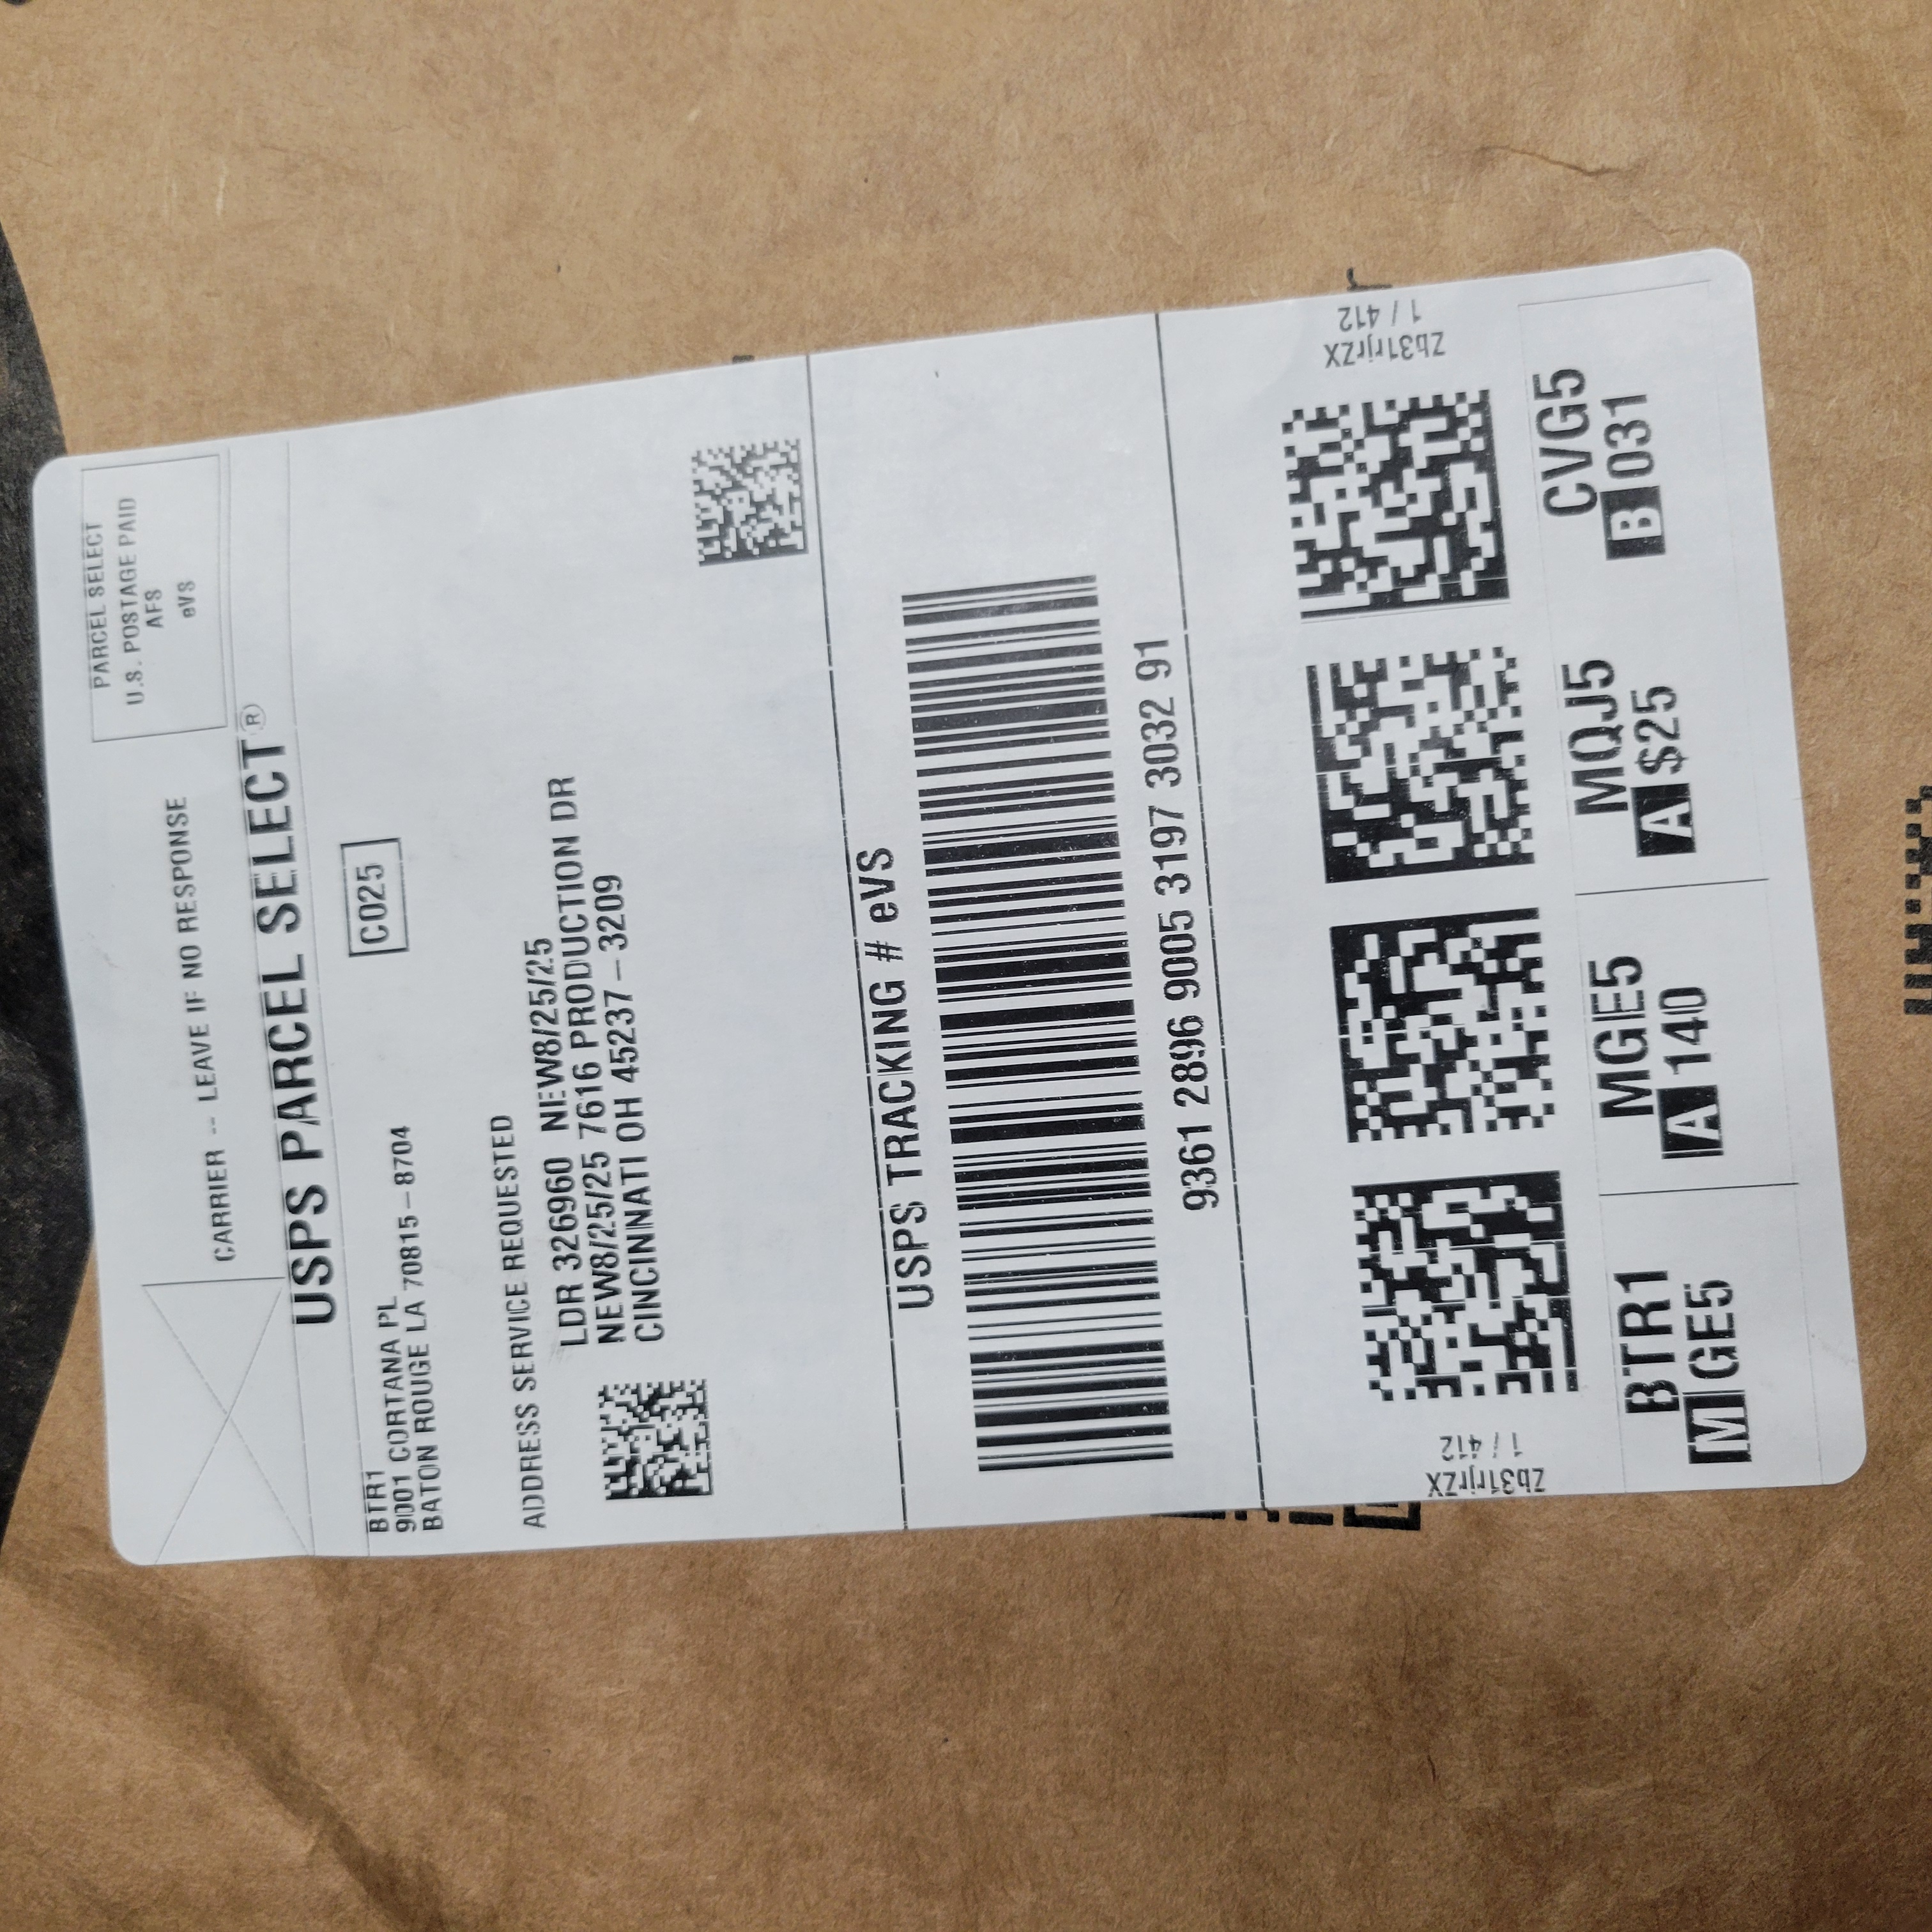 PARCEL SELECT
U.S. POSTAGE PAID
AFS
eVS
CARRIER -- LEAVE IF NO RESPONSE
USPS PARCEL SELECT®
BTR1
9001 CORTANA PL
BATON ROUGE LA 70815-8704
C025
ADDRESS SERVICE REQUESTED
LDR 326960 NEW8/25/25
NEW8/25/25 7616 PRODUCTION DR
CINCINNATI OH 45237-3209
USPS TRACKING # eVS
9361 2896 9005 3197 3032 91
Zb31rjrZX
1 / 412
Zb31rjrZX
1 / 412
BTR1
M GE5
MGE5
A 140
MQJ5
A $25
CVG5
B 031